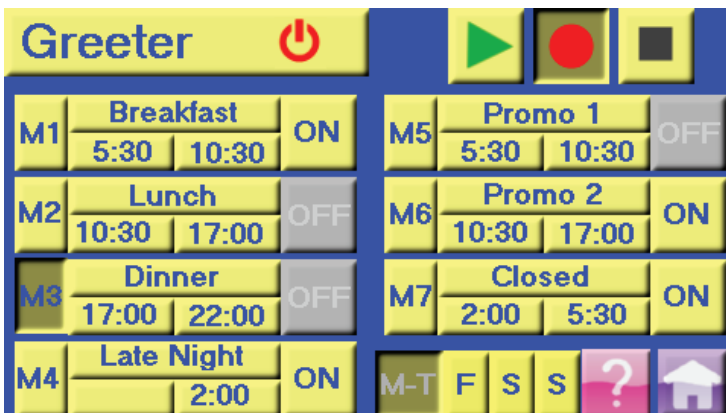 Greeter
M1 Breakfast ON
5:30 10:30
M2 Lunch OFF
10:30 17:00
M3 Dinner OFF
17:00 22:00
M4 Late Night ON
2:00
M5 Promo 1 OFF
5:30 10:30
M6 Promo 2 ON
10:30 17:00
M7 Closed ON
2:00 5:30
M-T F S S ?